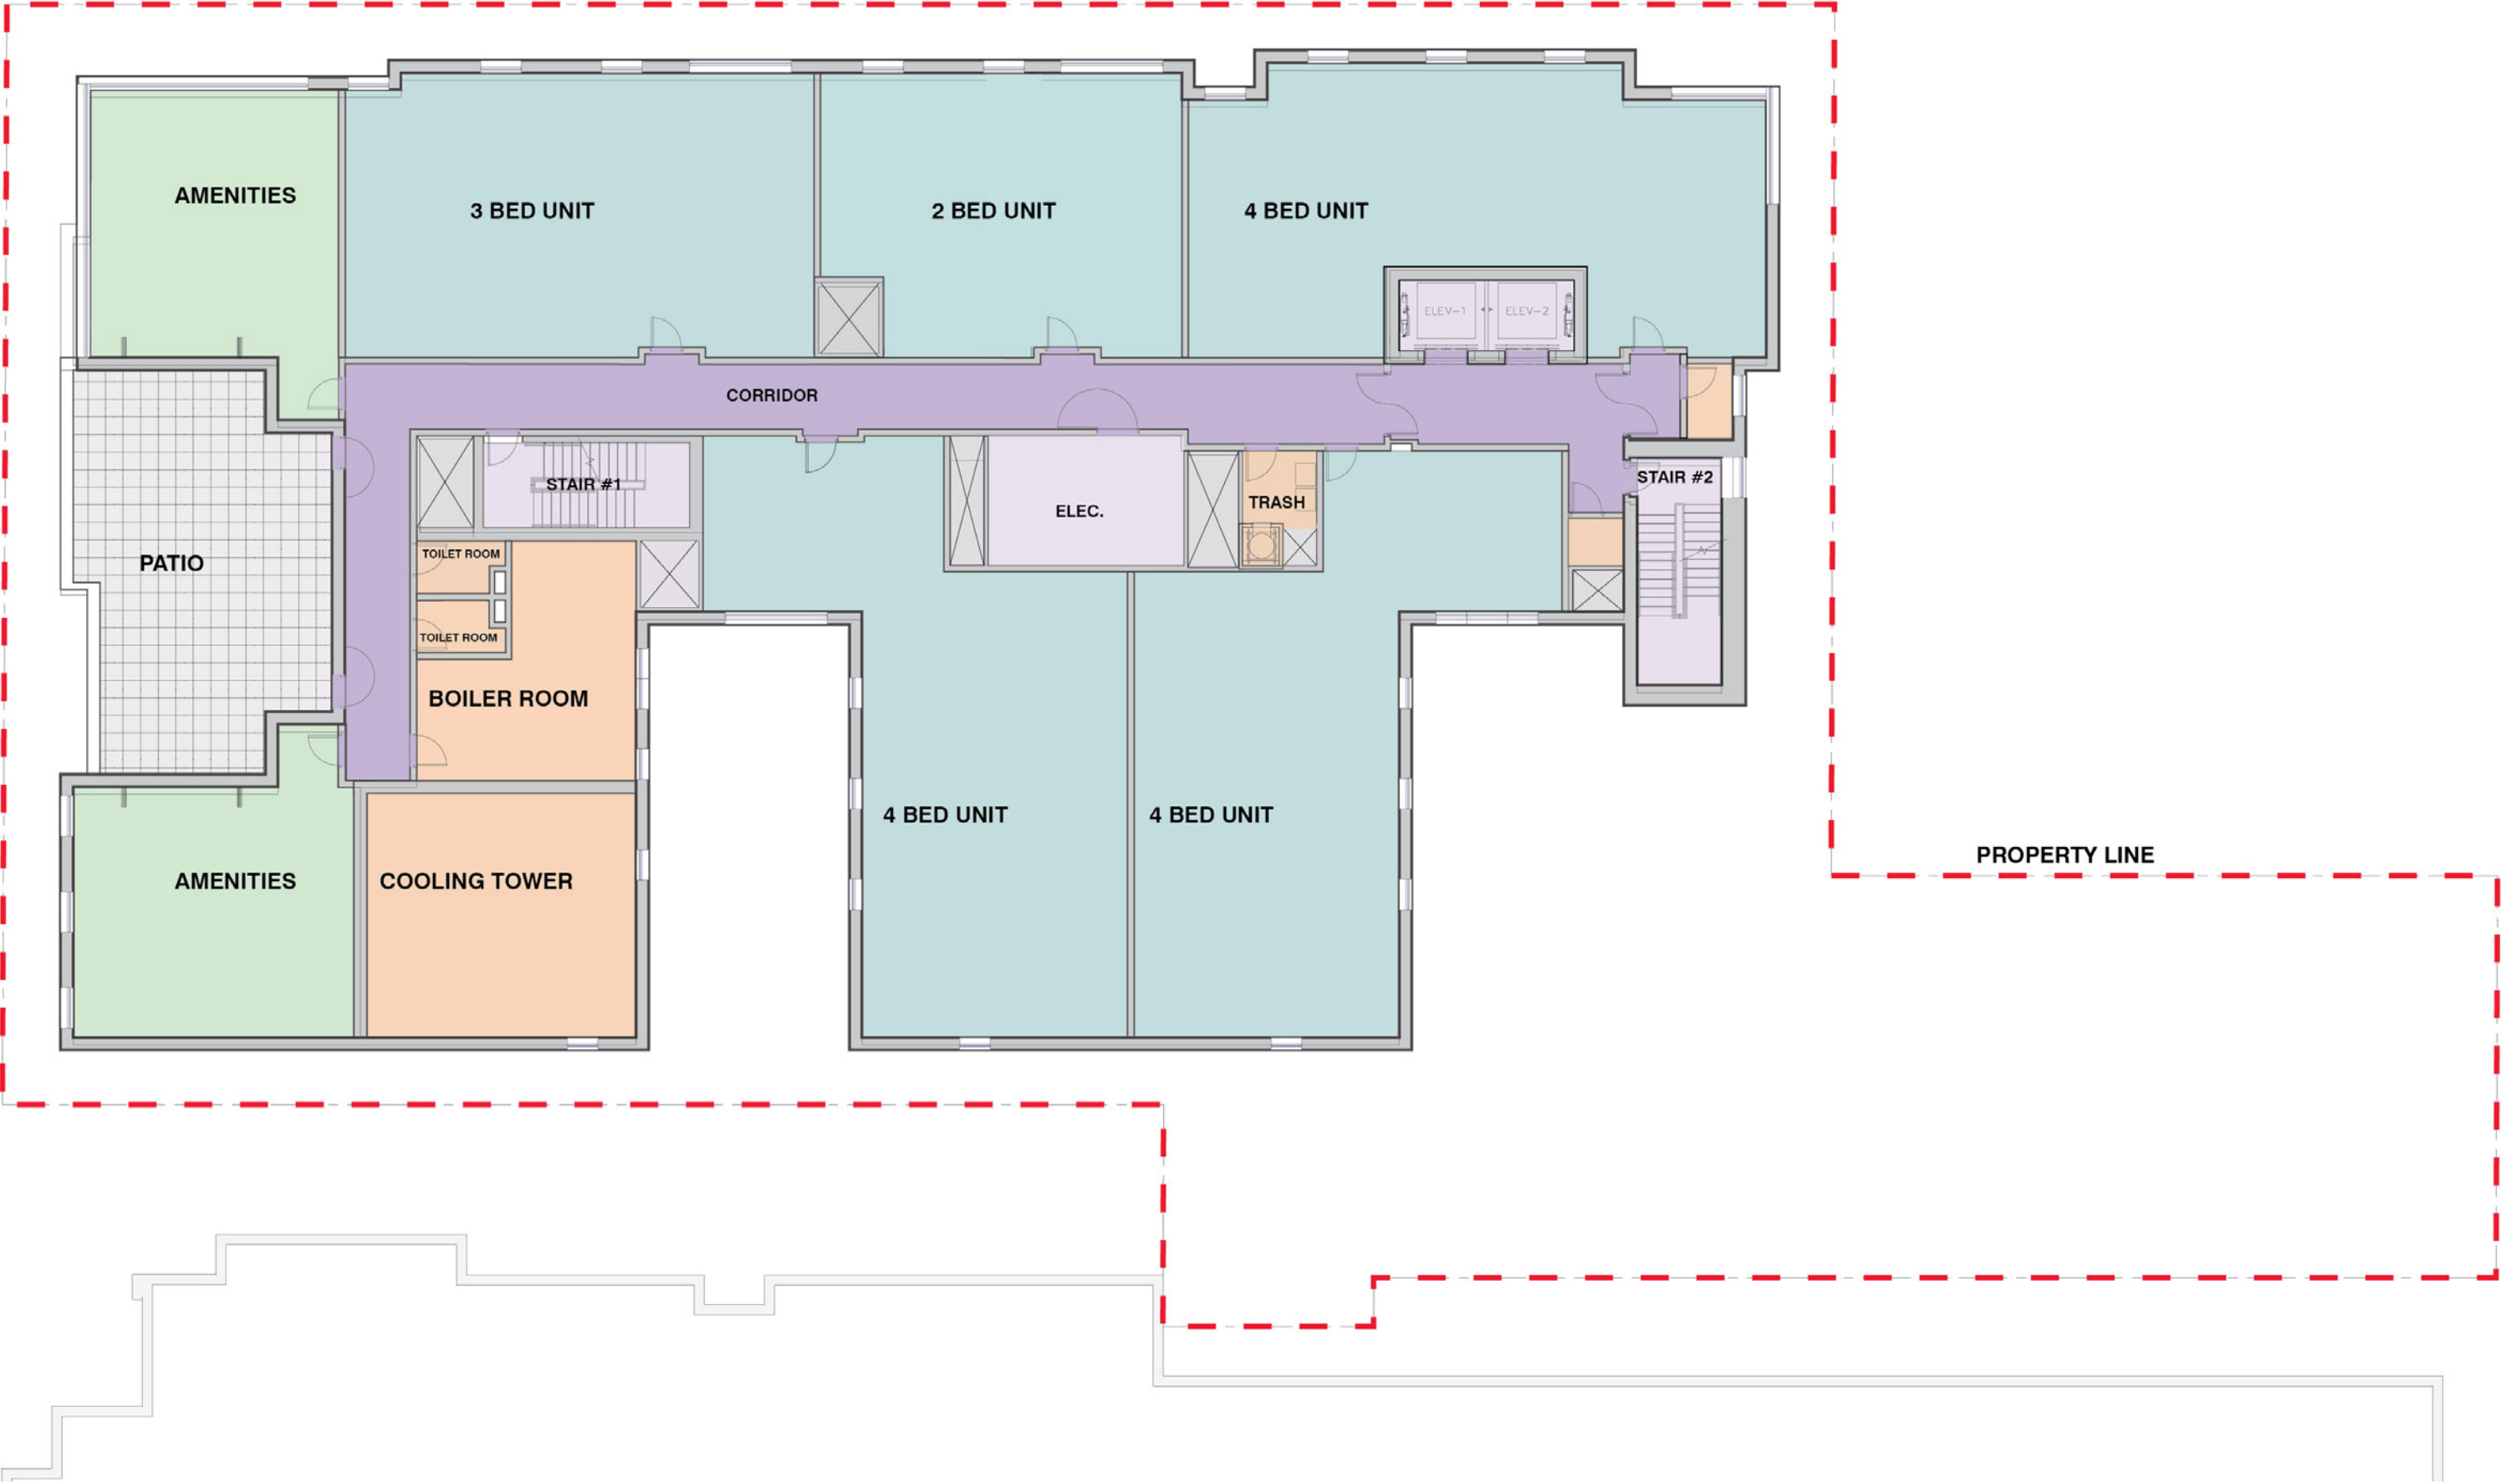 AMENITIES
3 BED UNIT
2 BED UNIT
4 BED UNIT
ELEV-1
ELEV-2
CORRIDOR
STAIR #1
STAIR #2
TRASH
ELEC.
TOILET ROOM
PATIO
TOILET ROOM
BOILER ROOM
4 BED UNIT
4 BED UNIT
PROPERTY LINE
AMENITIES
COOLING TOWER